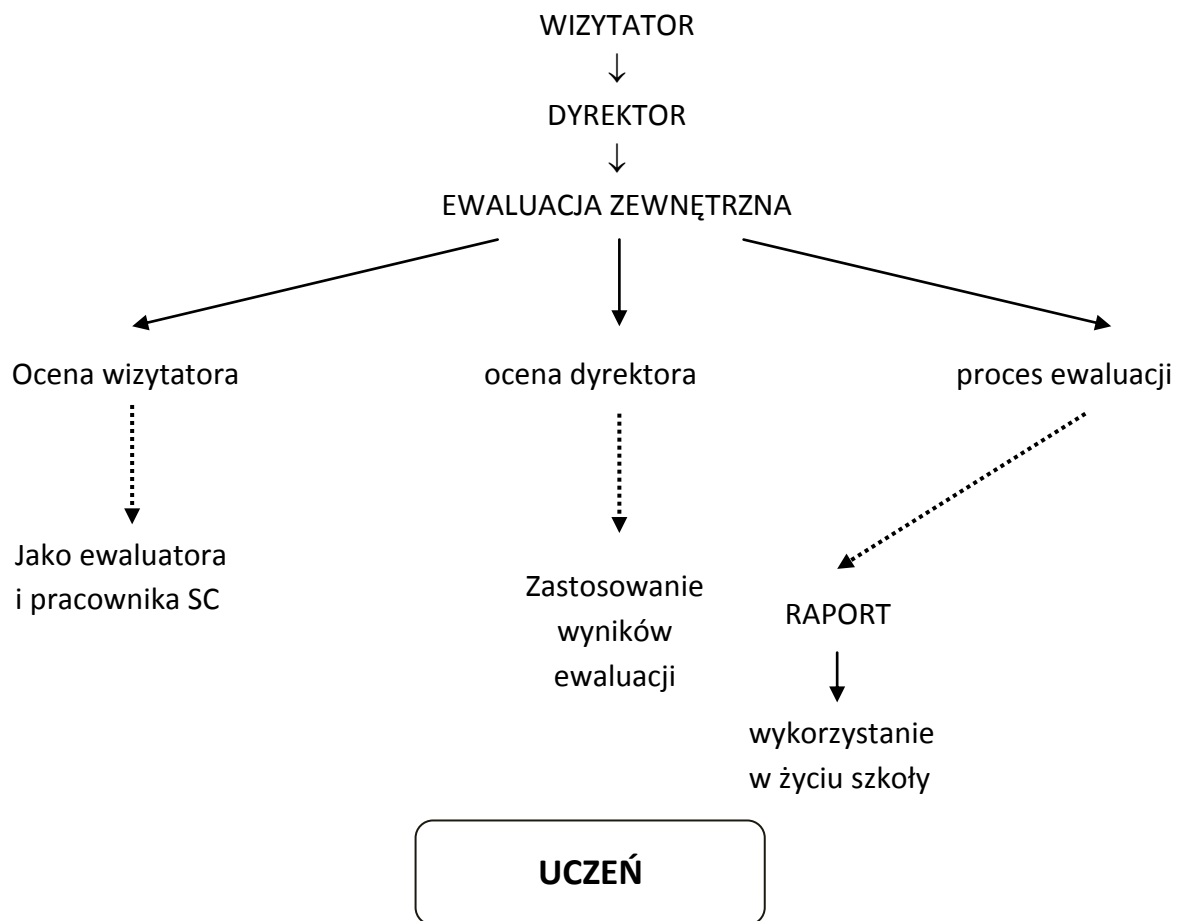 WIZYTATOR
DYREKTOR
EWALUACJA ZEWNĘTRZNA
Ocena wizytatora
ocena dyrektora
proces ewaluacji
Jako ewaluatora
i pracownika SC
Zastosowanie
wyników
ewaluacji
RAPORT
wykorzystanie
w życiu szkoły
UCZEŃ